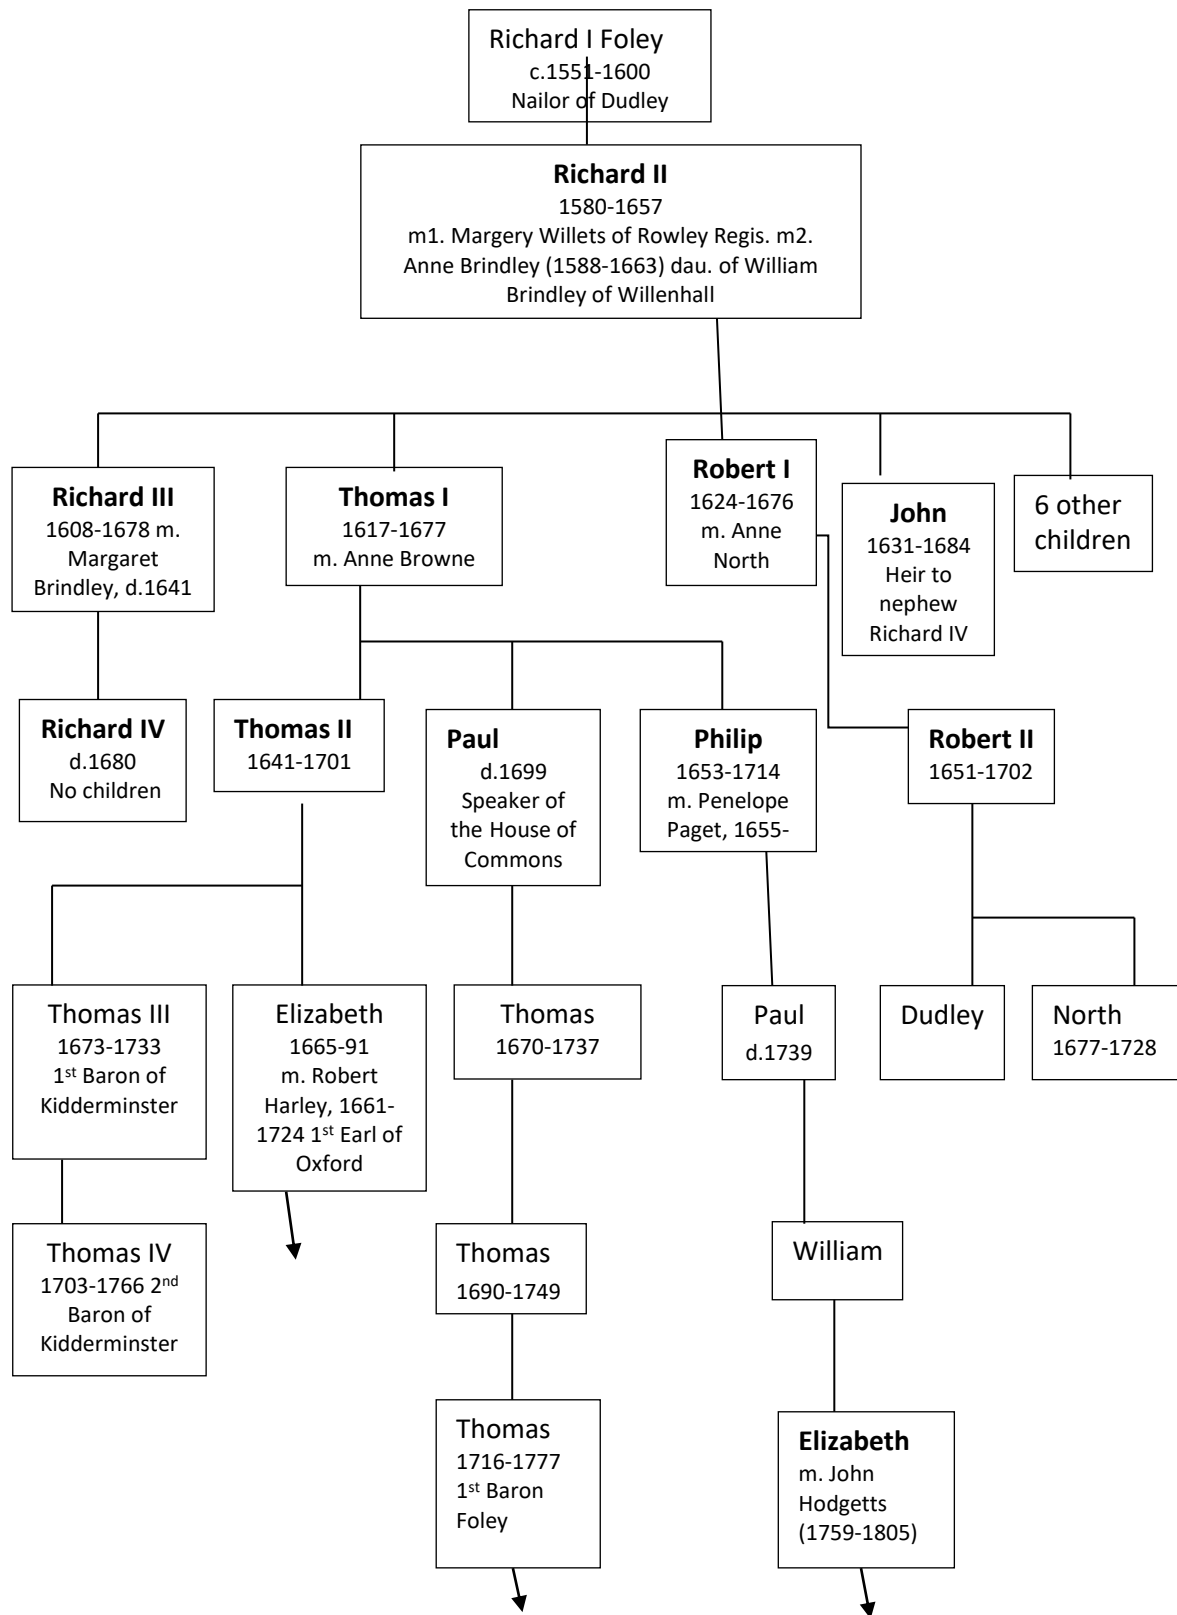 Richard I Foley
c.1551-1600
Nailor of Dudley
Richard II
1580-1657
m1. Margery Willets of Rowley Regis. m2.
Anne Brindley (1588-1663) dau. of William
Brindley of Willenhall
Richard III
1608-1678 m.
Margaret
Brindley, d.1641
Thomas I
1617-1677
m. Anne Browne
Robert I
1624-1676
m. Anne
North
John
1631-1684
Heir to
nephew
Richard IV
6 other
children
Richard IV
d.1680
No children
Thomas II
1641-1701
Paul
d.1699
Speaker of
the House of
Commons
Philip
1653-1714
m. Penelope
Paget, 1655-
Robert II
1651-1702
Thomas III
1673-1733
1st Baron of
Kidderminster
Elizabeth
1665-91
m. Robert
Harley, 1661-
1724 1st Earl of
Oxford
Thomas
1670-1737
Paul
d.1739
Dudley
North
1677-1728
Thomas IV
1703-1766 2nd
Baron of
Kidderminster
Thomas
1690-1749
William
Thomas
1716-1777
1st Baron
Foley
Elizabeth
m. John
Hodgetts
(1759-1805)